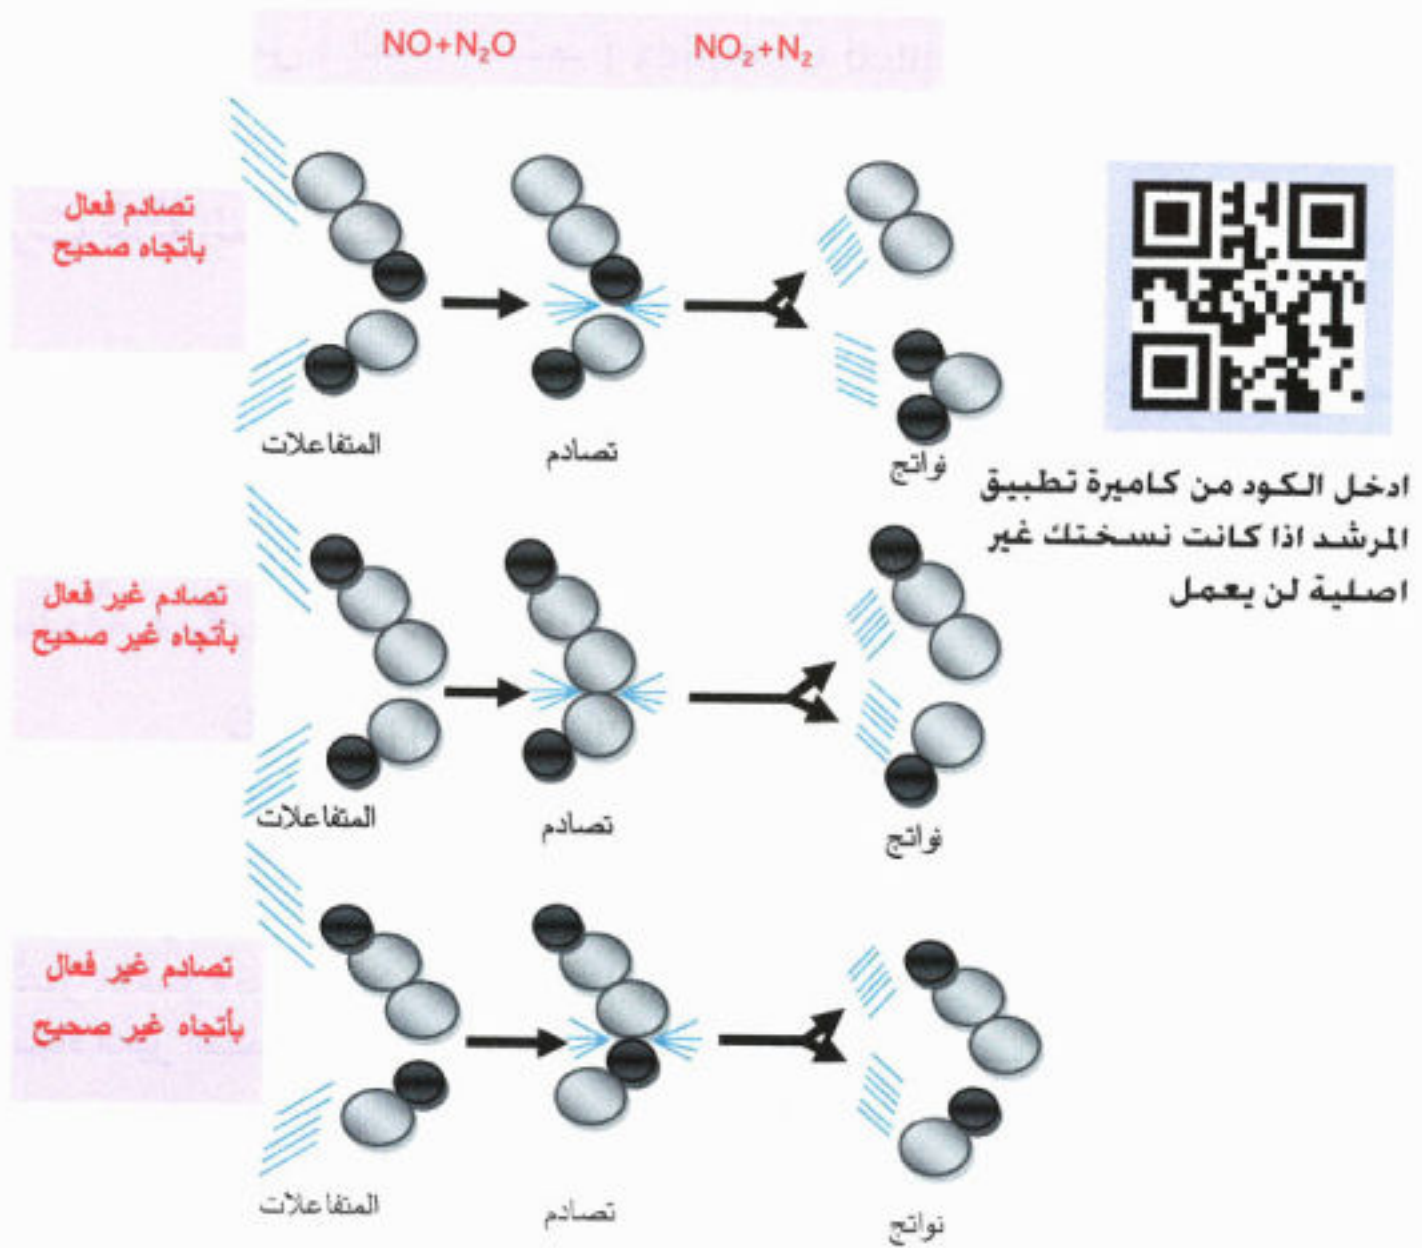 NO+N₂O NO₂+N₂
تصادم فعال
بأتجاه صحيح
المتفاعلات
تصادم
نواتج
ادخل الكود من كاميرة تطبيق
المرشد اذا كانت نسختك غير
اصلية لن يعمل
تصادم غير فعال
بأتجاه غير صحيح
المتفاعلات
تصادم
نواتج
تصادم غير فعال
بأتجاه غير صحيح
المتفاعلات
تصادم
نواتج